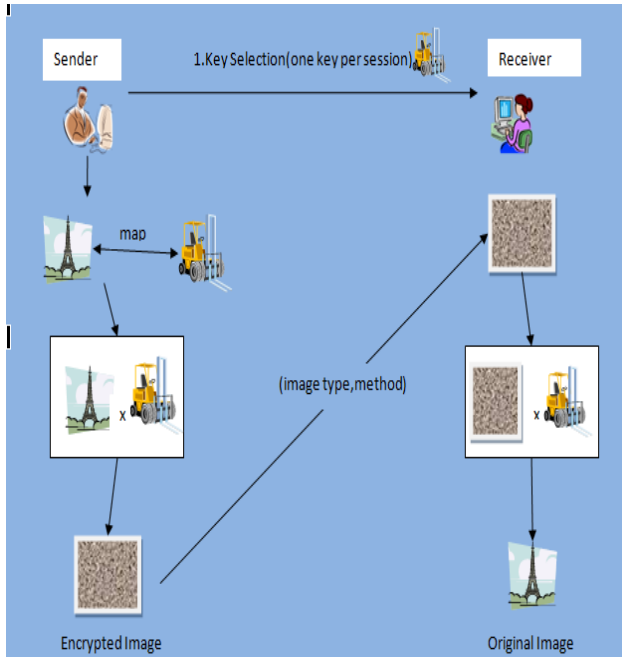 Sender
1.Key Selection(one key per session)
Receiver
map
(image type,method)
x
x
Encrypted Image
Original Image